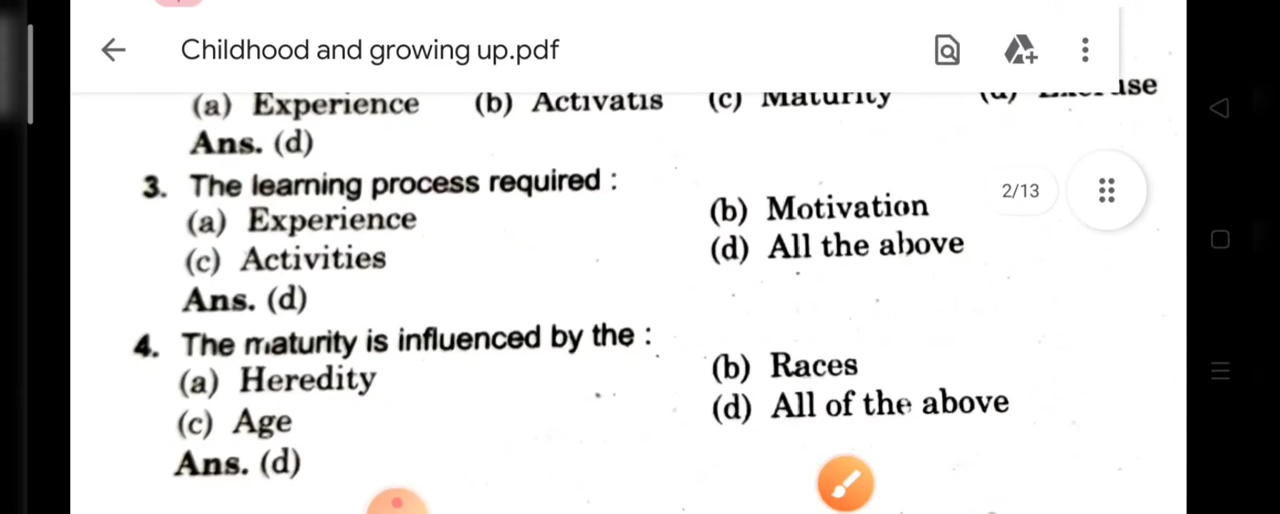 Childhood and growing up.pdf
(a) Experience (b) Activatis (c) Maturity
Ans. (d)
3. The learning process required :
2/13
(a) Experience (b) Motivation
(c) Activities (d) All the above
Ans. (d)
4. The maturity is influenced by the :
(a) Heredity (b) Races
(c) Age (d) All of the above
Ans. (d)